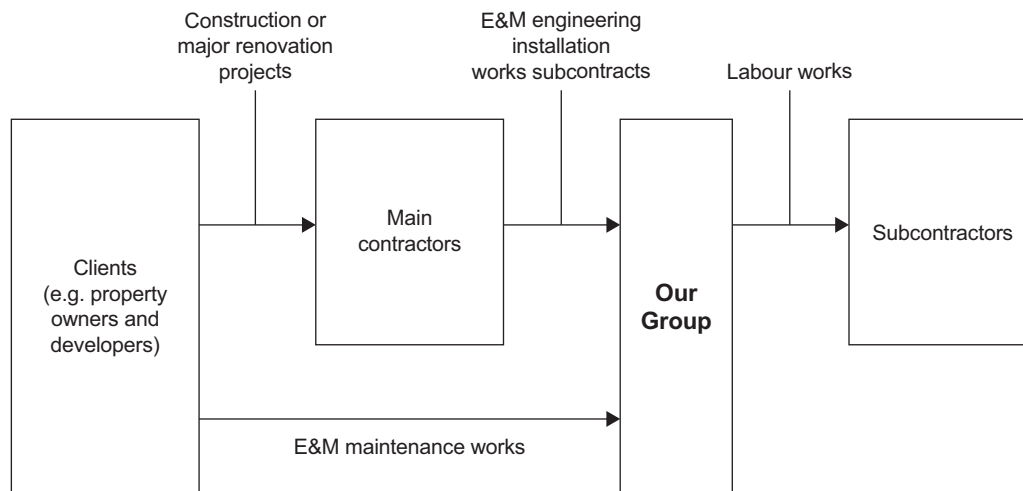 Construction or
major renovation
projects
E&M engineering
installation
works subcontracts
Labour works
Clients
(e.g. property
owners and
developers)
Main
contractors
Our
Group
Subcontractors
E&M maintenance works